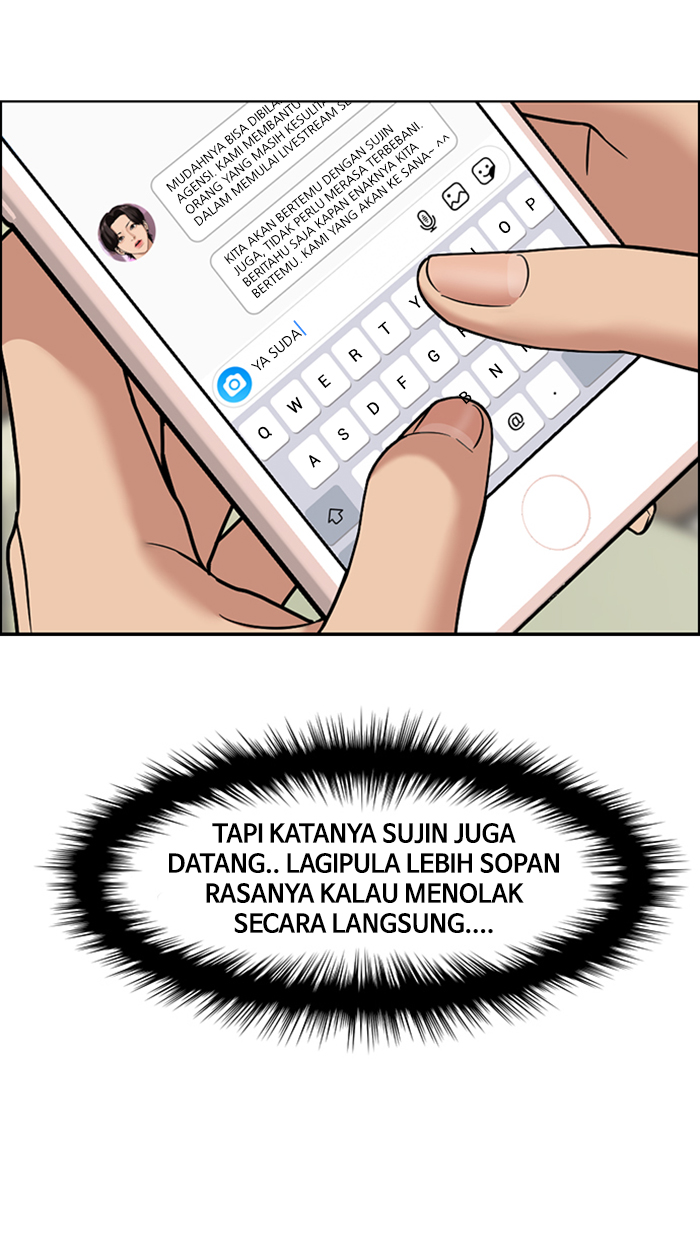 MUDAHNYA BISA DIBILA
AGENSI. KAMI MEMBANTU
ORANG YANG MASIH KESULITA
DALAM MEMULAI LIVESTREAM
KITA AKAN BERTEMU DENGAN SUJIN
JUGA, TIDAK PERLU MERASA TERBEBANI.
BERITAHU SAJA KAPAN ENAKNYA KITA
BERTEMU. KAMI YANG AKAN KE SANA~ ^^
YA SUDA
Q W E R T Y O P
A S D F G
B N
@ .
TAPI KATANYA SUJIN JUGA
DATANG.. LAGIPULA LEBIH SOPAN
RASANYA KALAU MENOLAK
SECARA LANGSUNG....